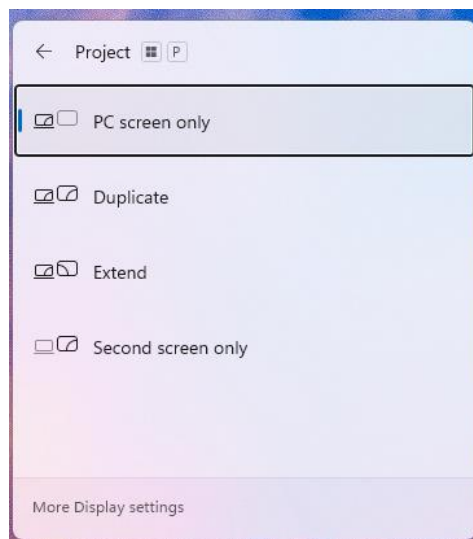 Project P
PC screen only
Duplicate
Extend
Second screen only
More Display settings